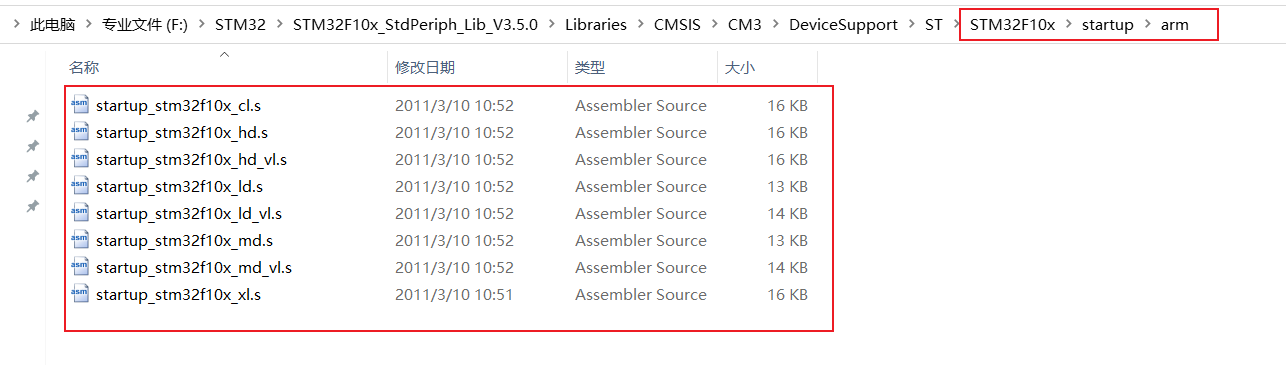 此电脑 > 专业文件 (F:) > STM32 > STM32F10x_StdPeriph_Lib_V3.5.0 > Libraries > CMSIS > CM3 > DeviceSupport > ST > STM32F10x > startup > arm
名称 修改日期 类型 大小
startup_stm32f10x_cl.s 2011/3/10 10:52 Assembler Source 16 KB
startup_stm32f10x_hd.s 2011/3/10 10:52 Assembler Source 16 KB
startup_stm32f10x_hd_vl.s 2011/3/10 10:52 Assembler Source 16 KB
startup_stm32f10x_ld.s 2011/3/10 10:52 Assembler Source 13 KB
startup_stm32f10x_ld_vl.s 2011/3/10 10:52 Assembler Source 14 KB
startup_stm32f10x_md.s 2011/3/10 10:52 Assembler Source 13 KB
startup_stm32f10x_md_vl.s 2011/3/10 10:52 Assembler Source 14 KB
startup_stm32f10x_xl.s 2011/3/10 10:51 Assembler Source 16 KB